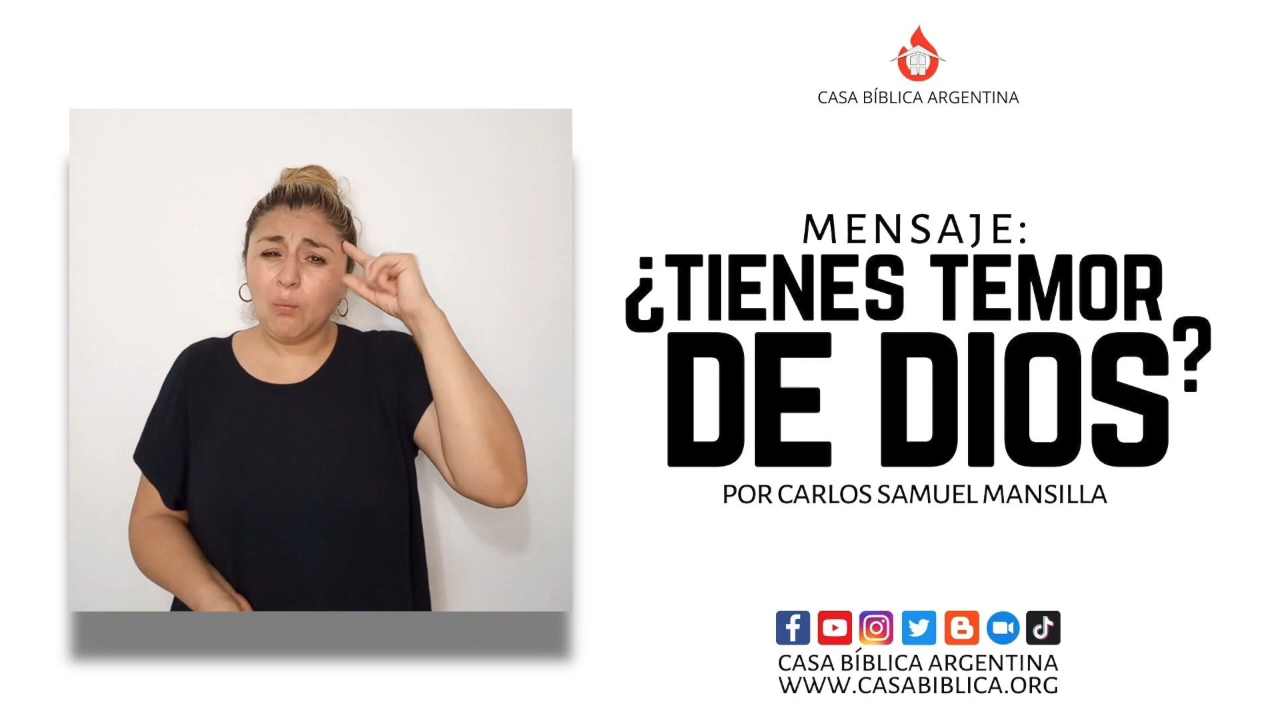 CASA BÍBLICA ARGENTINA
MENSAJE:
¿TIENES TEMOR
DE DIOS?
POR CARLOS SAMUEL MANSILLA
CASA BÍBLICA ARGENTINA
WWW.CASABIBLICA.ORG